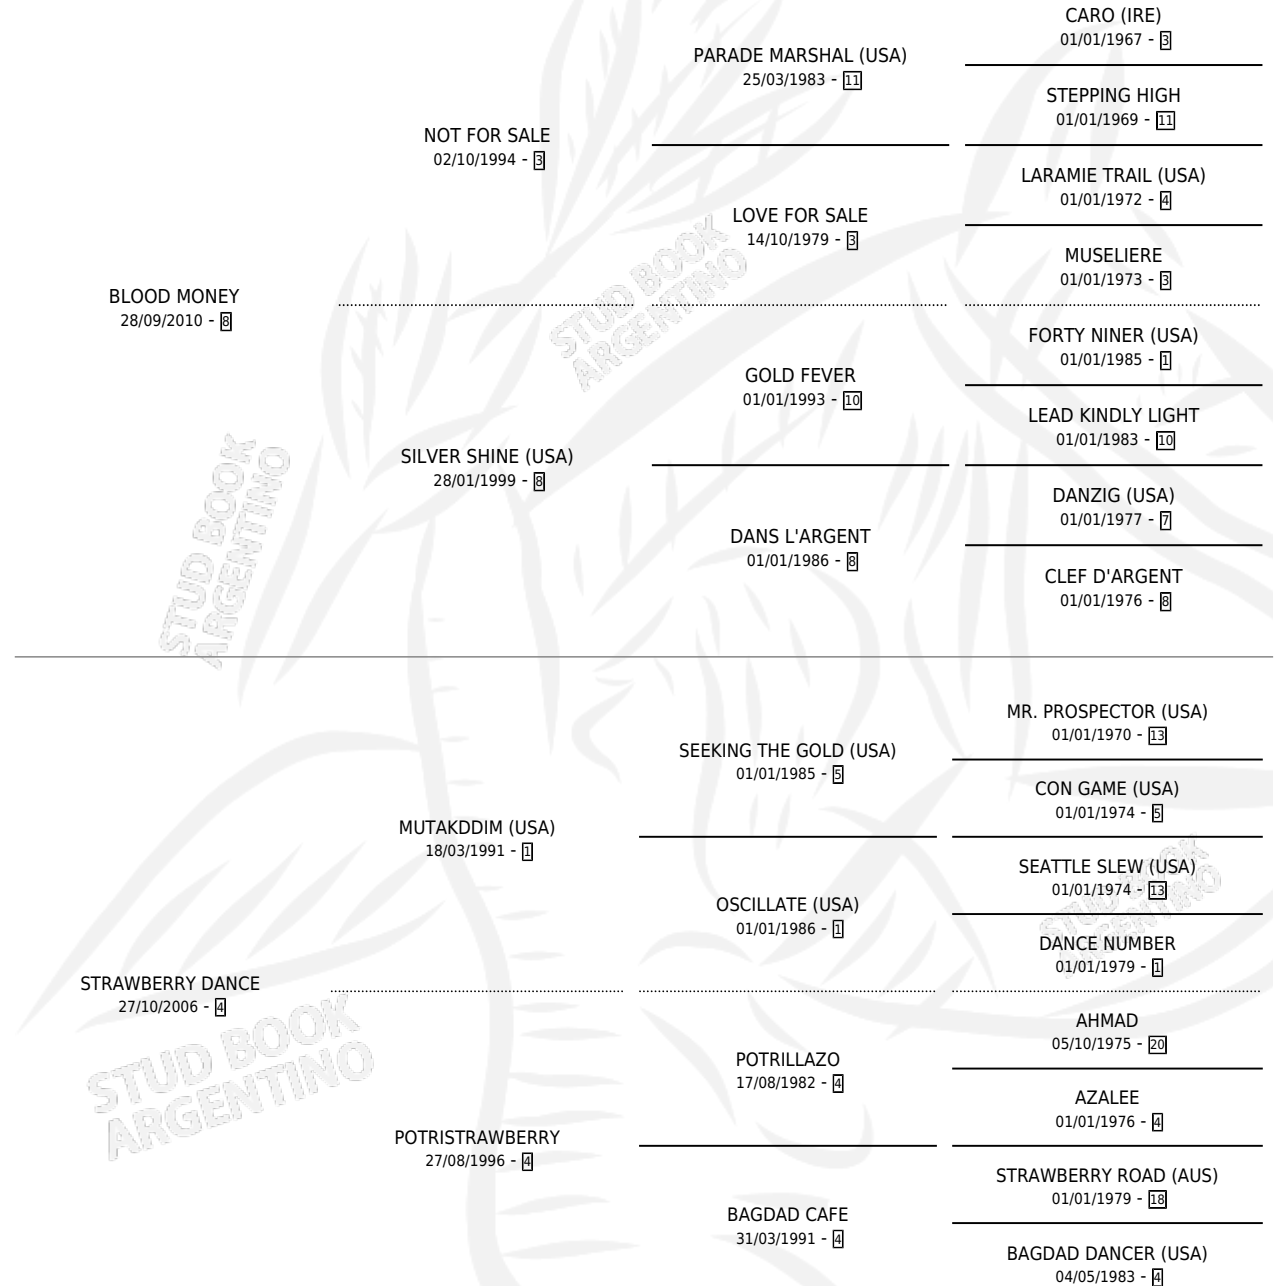 CARO (IRE)
01/01/1967 - 3
PARADE MARSHAL (USA)
25/03/1983 - 11
STEPPING HIGH
01/01/1969 - 11
NOT FOR SALE
02/10/1994 - 3
LARAMIE TRAIL (USA)
01/01/1972 - 4
LOVE FOR SALE
14/10/1979 - 3
MUSELIERE
01/01/1973 - 3
BLOOD MONEY
28/09/2010 - 8
STUD BOOK
ARGENTINO
FORTY NINER (USA)
01/01/1985 - 1
GOLD FEVER
01/01/1993 - 10
LEAD KINDLY LIGHT
01/01/1983 - 10
SILVER SHINE (USA)
28/01/1999 - 8
DANZIG (USA)
01/01/1977 - 7
DANS L'ARGENT
01/01/1986 - 8
CLEF D'ARGENT
01/01/1976 - 8
STUD BOOK
ARGENTINO
MR. PROSPECTOR (USA)
01/01/1970 - 13
SEEKING THE GOLD (USA)
01/01/1985 - 5
CON GAME (USA)
01/01/1974 - 5
MUTAKDDIM (USA)
18/03/1991 - 1
SEATTLE SLEW (USA)
01/01/1974 - 13
OSCILLATE (USA)
01/01/1986 - 1
STUD BOOK
ARGENTINO
DANCE NUMBER
01/01/1979 - 1
STRAWBERRY DANCE
27/10/2006 - 4
STUD BOOK
ARGENTINO
AHMAD
05/10/1975 - 20
POTRILLAZO
17/08/1982 - 4
AZALEE
01/01/1976 - 4
POTRISTRAWBERRY
27/08/1996 - 4
STRAWBERRY ROAD (AUS)
01/01/1979 - 18
BAGDAD CAFE
31/03/1991 - 4
BAGDAD DANCER (USA)
04/05/1983 - 4